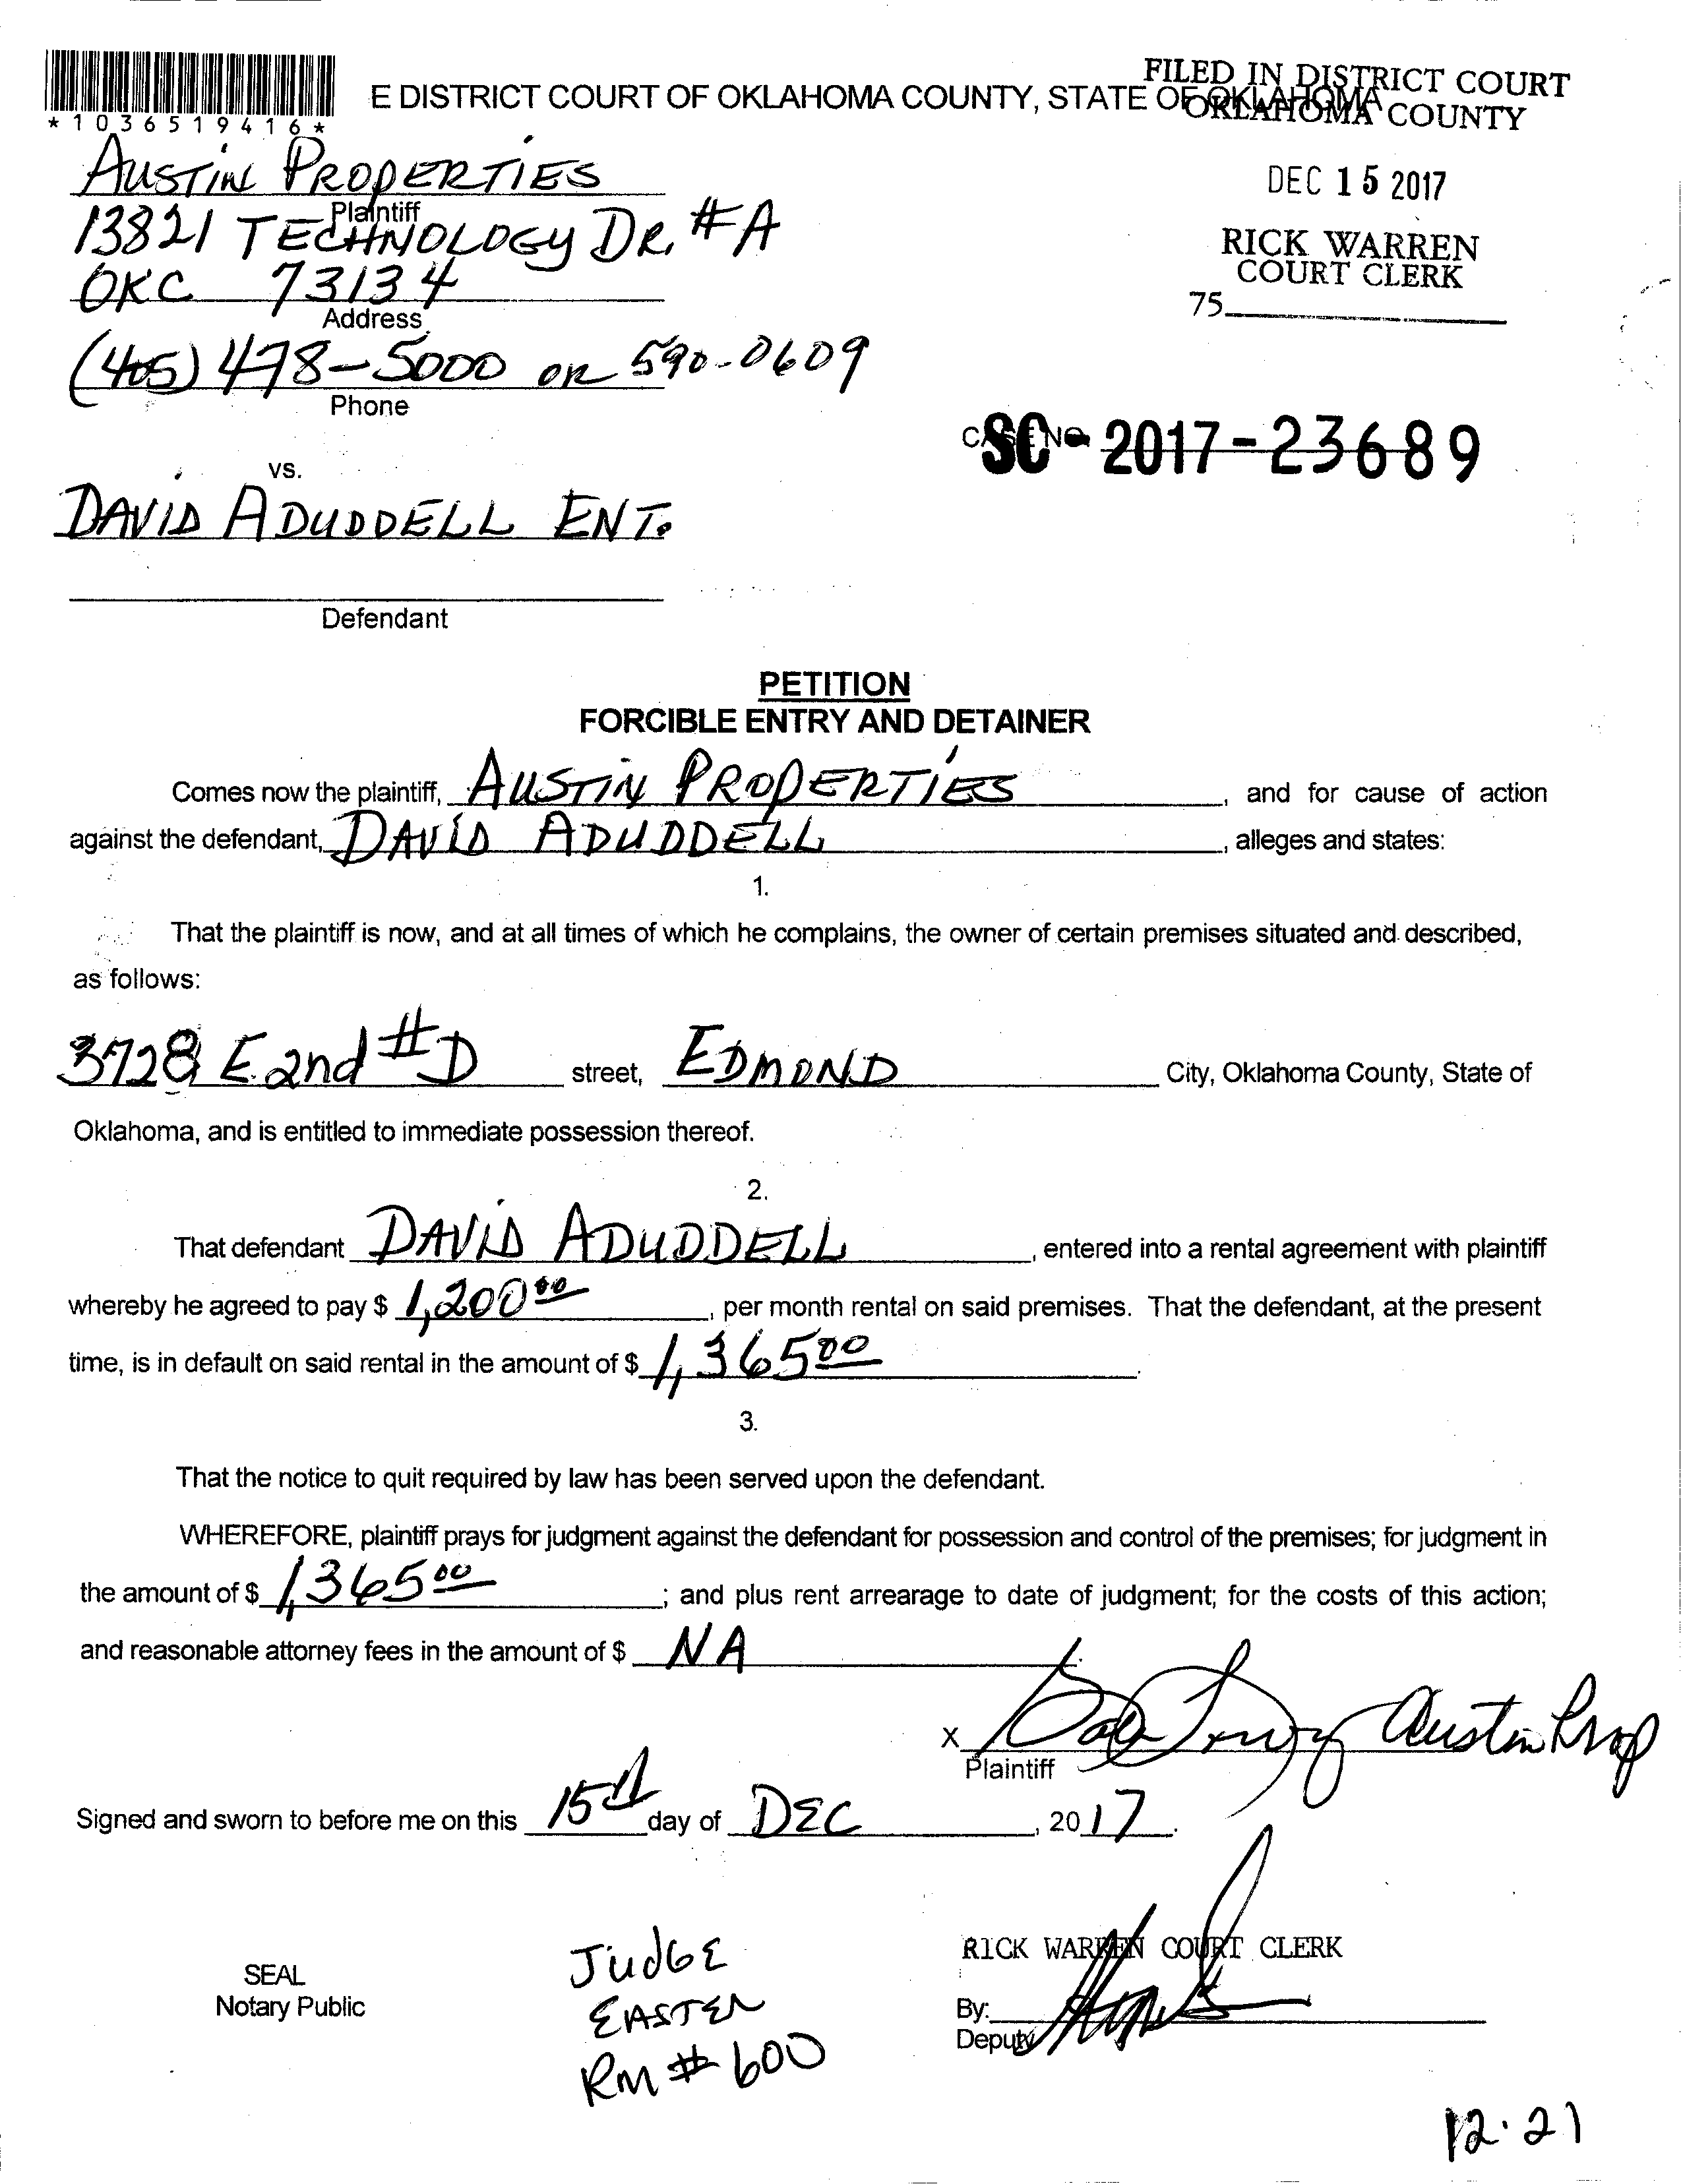 *1036519416*
E DISTRICT COURT OF OKLAHOMA COUNTY, STATE OF OKLAHOMA
FILED IN DISTRICT COURT
OKLAHOMA COUNTY
DEC 15 2017
RICK WARREN
COURT CLERK
75
AUSTIN PROPERTIES
Plaintiff
13821 TECHNOLOGY DR. #A
OKC 73134
Address
(405) 478-5000 OR 590-0609
Phone
CASE NO.
SC-2017-23689
vs.
DAVID ADUDDELL ENT.
Defendant
PETITION
FORCIBLE ENTRY AND DETAINER
Comes now the plaintiff, AUSTIN PROPERTIES, and for cause of action
against the defendant, DAVID ADUDDELL, alleges and states:
1.
That the plaintiff is now, and at all times of which he complains, the owner of certain premises situated and described,
as follows:
3728 E 2nd #D street, EDMOND City, Oklahoma County, State of
Oklahoma, and is entitled to immediate possession thereof.
2.
That defendant DAVID ADUDDELL, entered into a rental agreement with plaintiff
whereby he agreed to pay $ 1,200 00, per month rental on said premises. That the defendant, at the present
time, is in default on said rental in the amount of $ 1,365 00.
3.
That the notice to quit required by law has been served upon the defendant.
WHEREFORE, plaintiff prays for judgment against the defendant for possession and control of the premises; for judgment in
the amount of $ 1,365 00; and plus rent arrearage to date of judgment; for the costs of this action;
and reasonable attorney fees in the amount of $ NA.
X Austin Prop
Plaintiff
Signed and sworn to before me on this 15th day of DEC, 2017.
RICK WARREN COURT CLERK
SEAL
Notary Public
JUDGE
EASTER
RM # 600
By:
Deputy
12.21